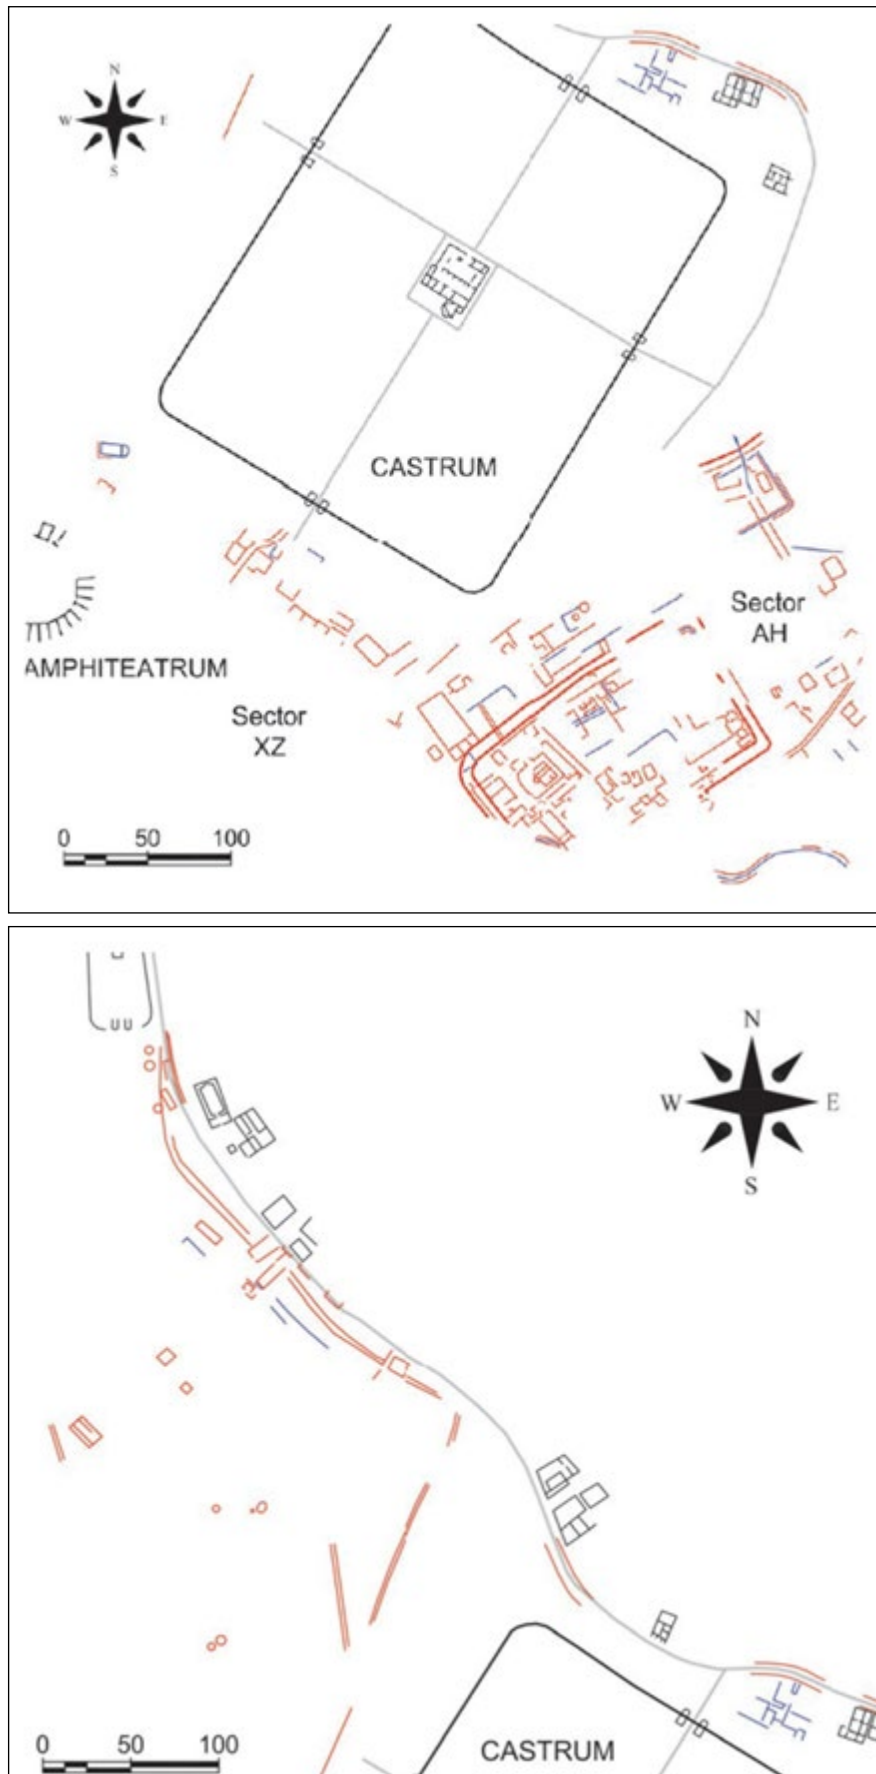 N
W E
S
CASTRUM
Sector
AH
AMPHITEATRUM
Sector
XZ
0 50 100
N
W E
S
CASTRUM
0 50 100